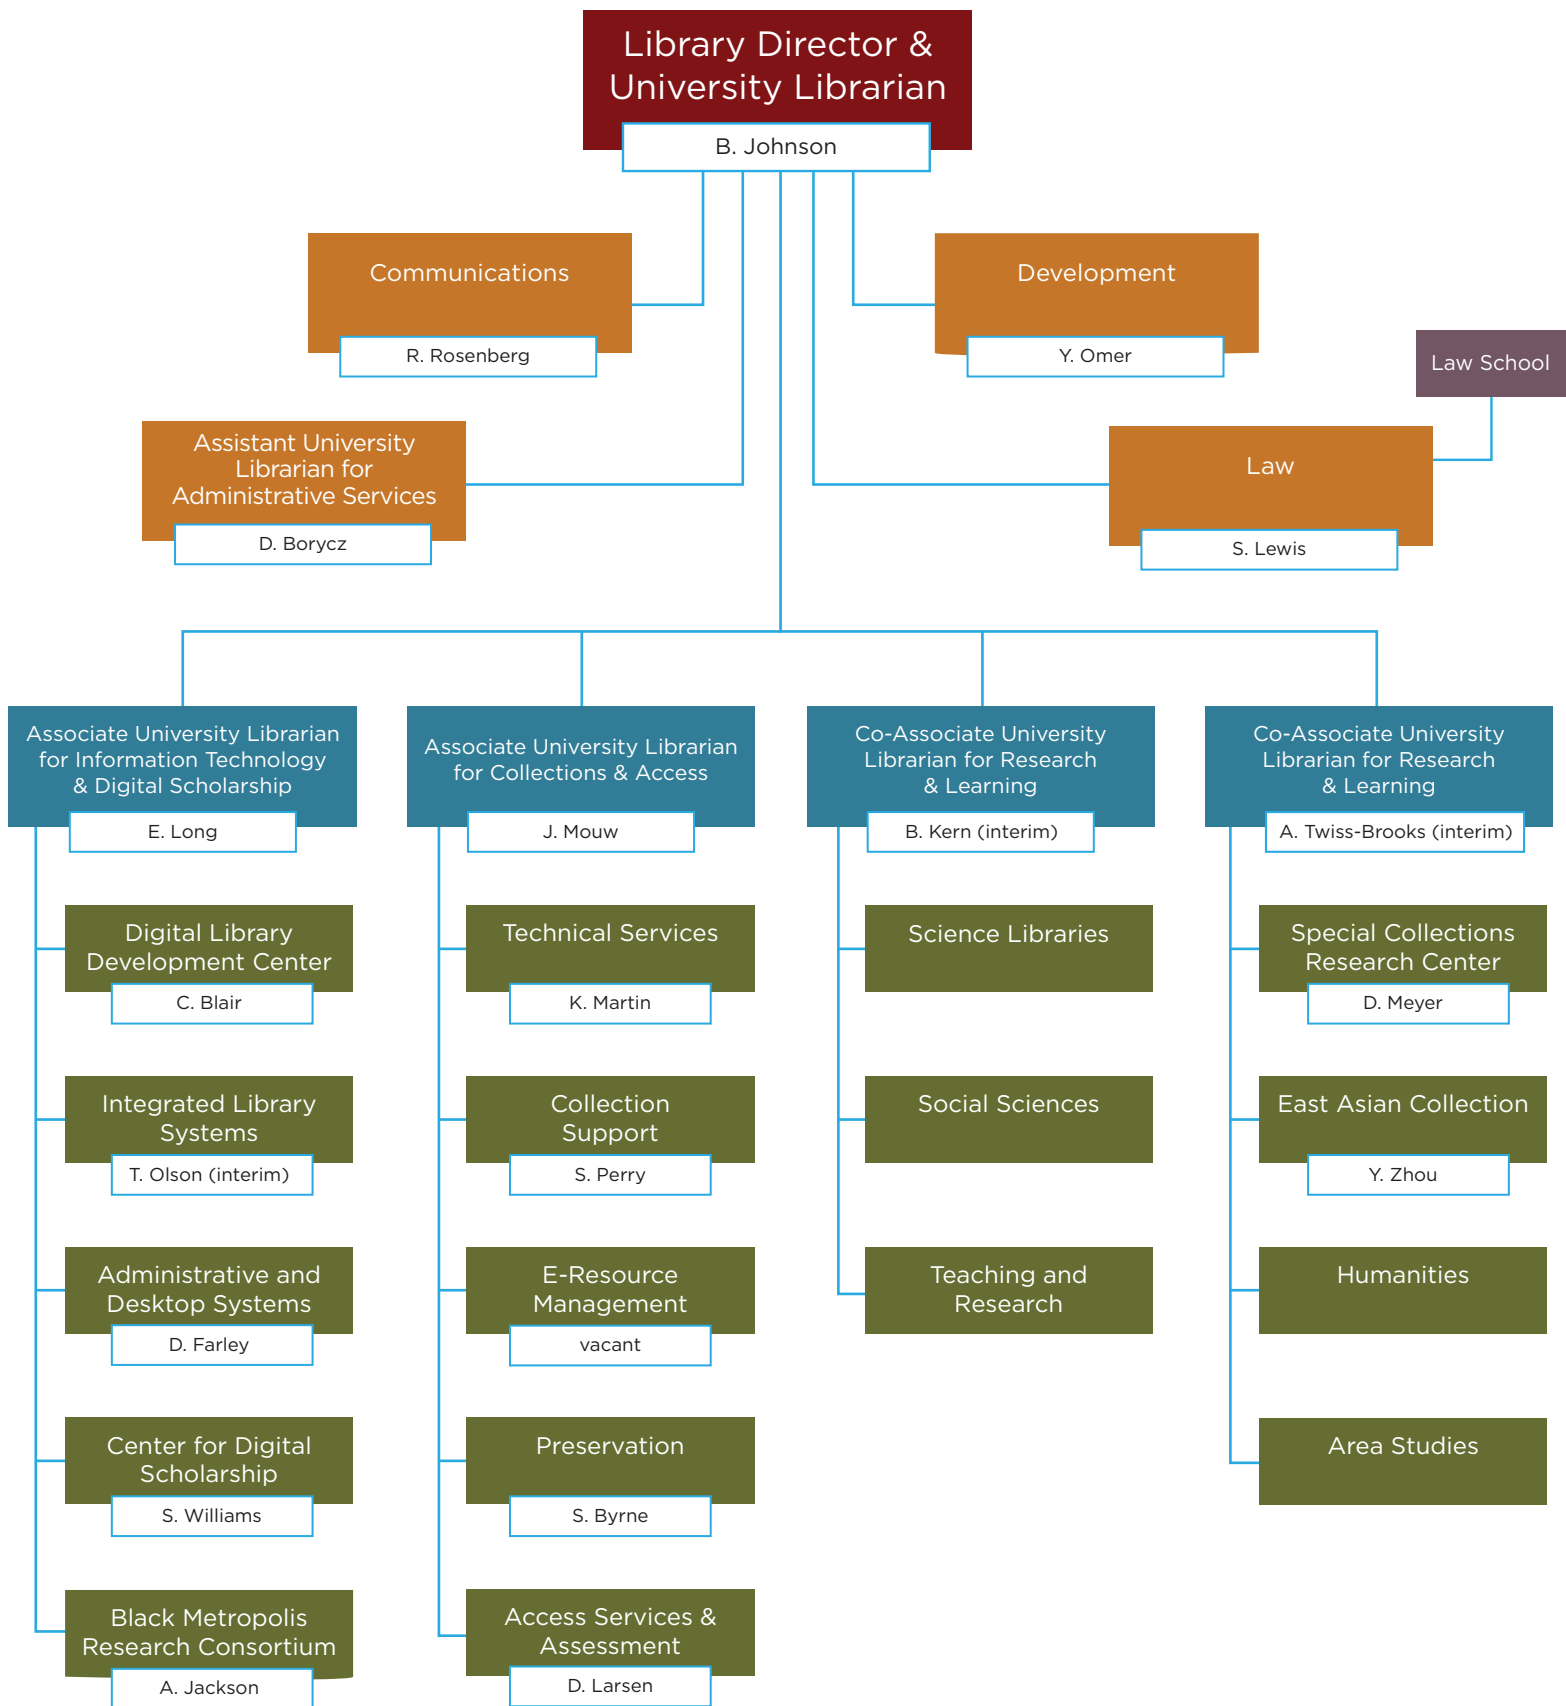 Library Director &
University Librarian
B. Johnson
Communications
R. Rosenberg
Development
Y. Omer
Law School
Assistant University
Librarian for
Administrative Services
D. Borycz
Law
S. Lewis
Associate University Librarian
for Information Technology
& Digital Scholarship
E. Long
Associate University Librarian
for Collections & Access
J. Mouw
Co-Associate University
Librarian for Research
& Learning
B. Kern (interim)
Co-Associate University
Librarian for Research
& Learning
A. Twiss-Brooks (interim)
Digital Library
Development Center
C. Blair
Technical Services
K. Martin
Science Libraries
Special Collections
Research Center
D. Meyer
Integrated Library
Systems
T. Olson (interim)
Collection
Support
S. Perry
Social Sciences
East Asian Collection
Y. Zhou
Administrative and
Desktop Systems
D. Farley
E-Resource
Management
vacant
Teaching and
Research
Humanities
Center for Digital
Scholarship
S. Williams
Preservation
S. Byrne
Area Studies
Black Metropolis
Research Consortium
A. Jackson
Access Services &
Assessment
D. Larsen